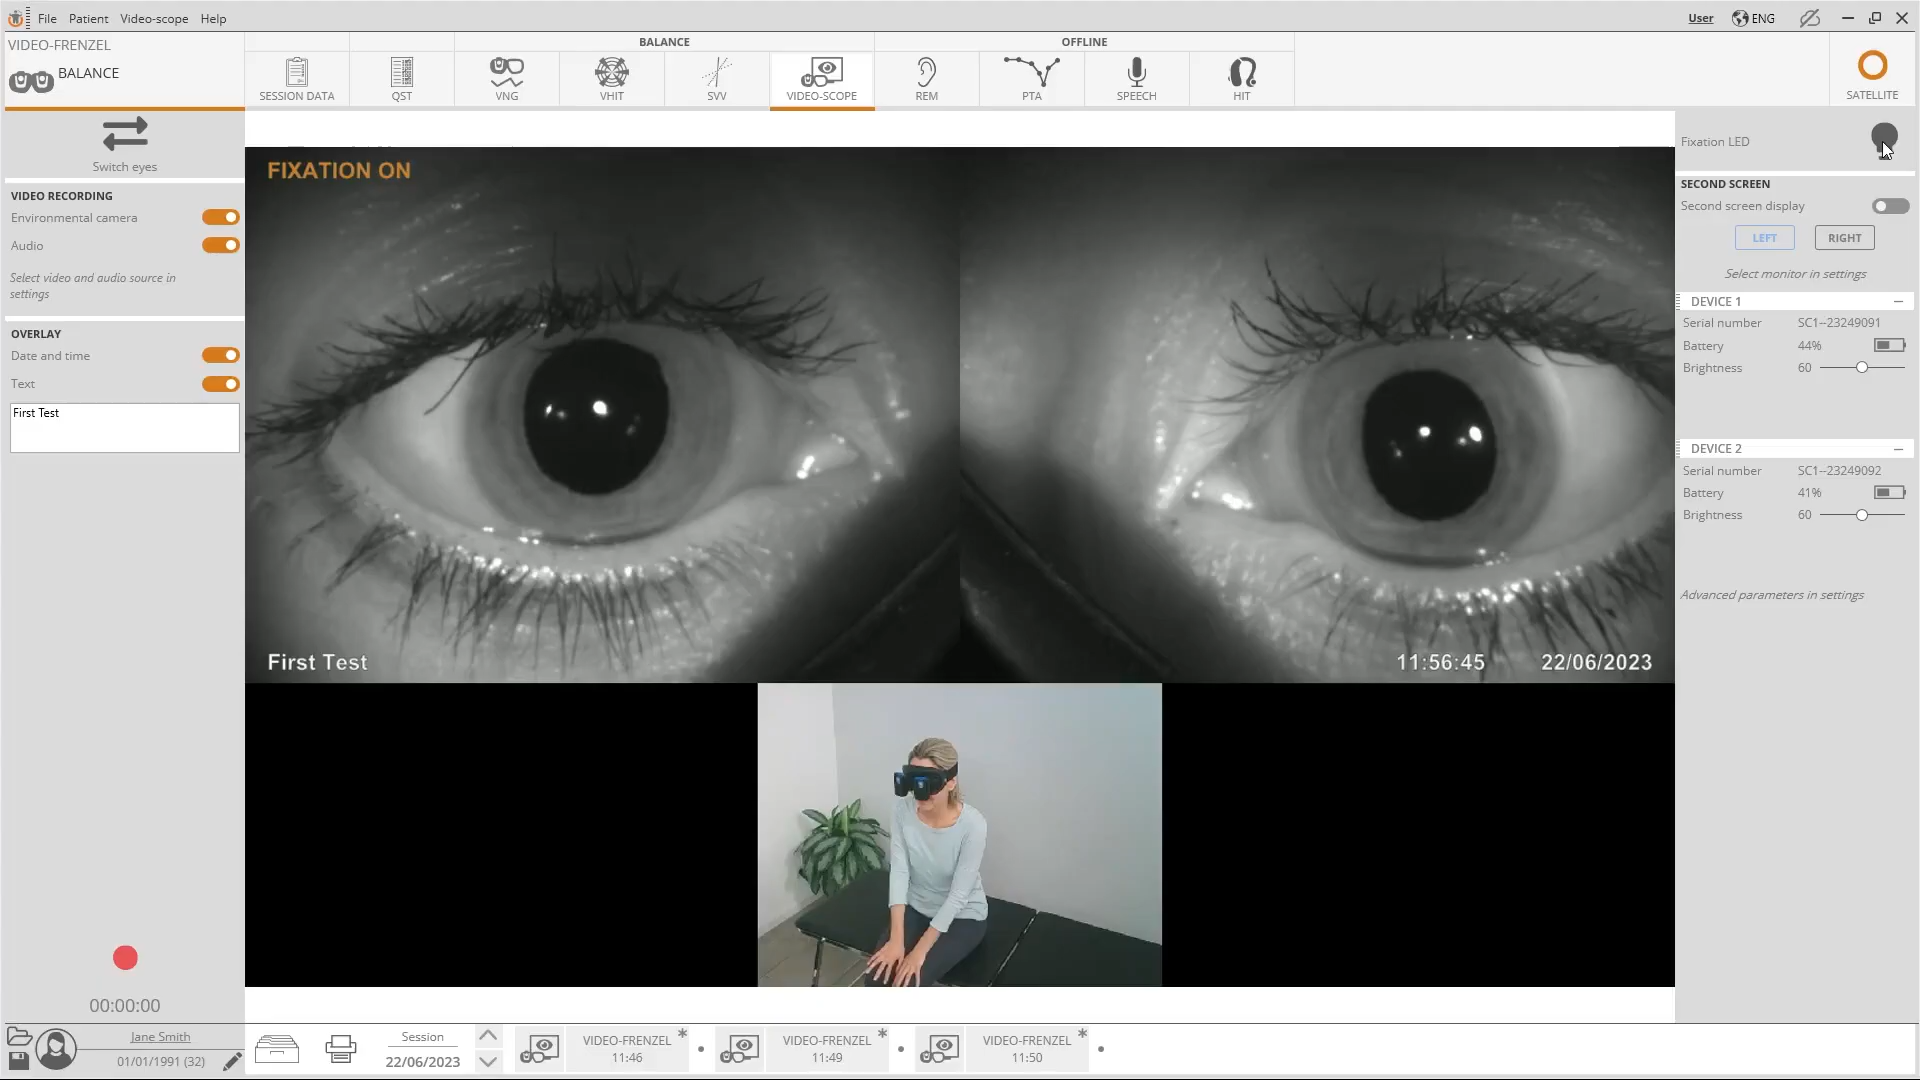 File Patient Video-scope Help
User ENG
VIDEO-FRENZEL
BALANCE
BALANCE
OFFLINE
SESSION DATA
QST
VNG
VHIT
SVV
VIDEO-SCOPE
REM
PTA
SPEECH
HIT
SATELLITE
Switch eyes
VIDEO RECORDING
Environmental camera
Audio
Select video and audio source in
settings
OVERLAY
Date and time
Text
First Test
00:00:00
FIXATION ON
First Test
11:56:45 22/06/2023
Fixation LED
SECOND SCREEN
Second screen display
LEFT RIGHT
Select monitor in settings
DEVICE 1
Serial number SC1--23249091
Battery 44%
Brightness 60
DEVICE 2
Serial number SC1--23249092
Battery 41%
Brightness 60
Advanced parameters in settings
Jane Smith
01/01/1991 (32)
Session
22/06/2023
VIDEO-FRENZEL *
11:46
VIDEO-FRENZEL *
11:49
VIDEO-FRENZEL *
11:50